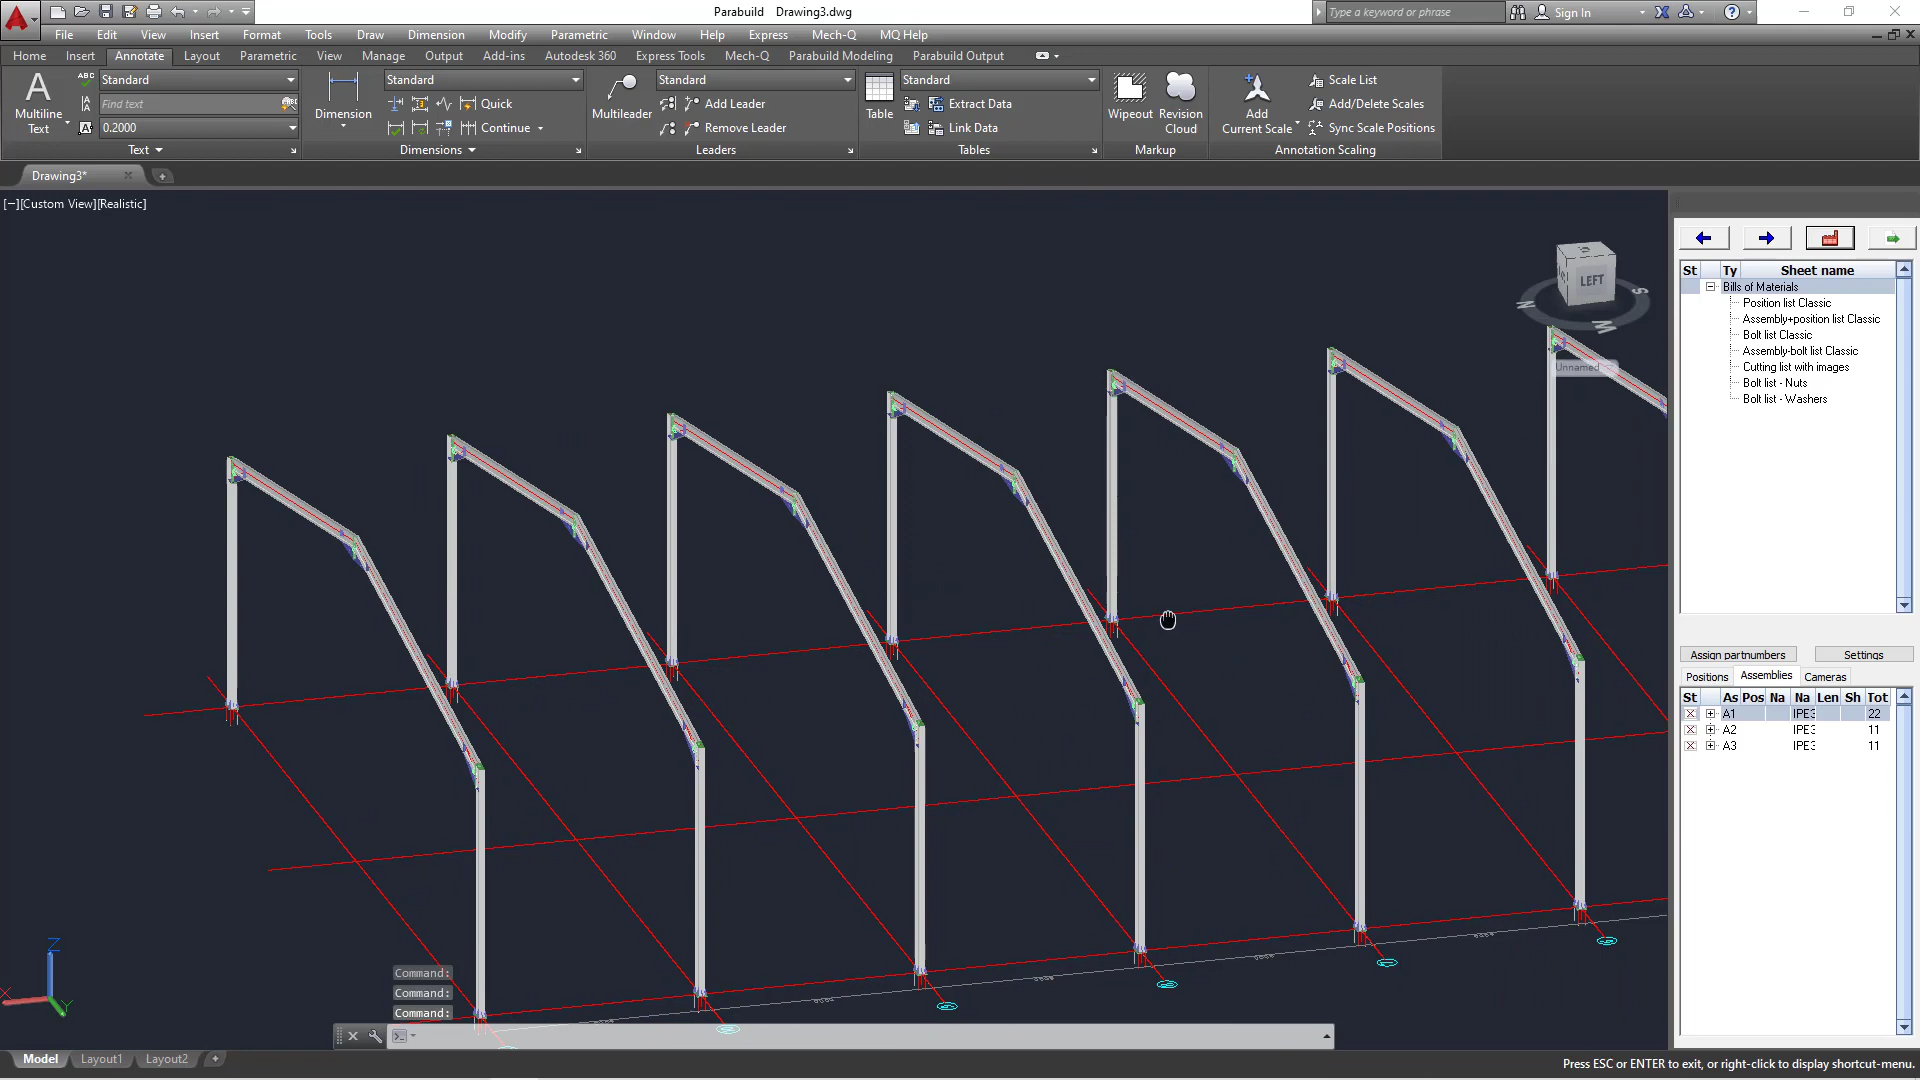 Parabuild    Drawing3.dwg
Type a keyword or phrase
Sign In
File Edit View Insert Format Tools Draw Dimension Modify Parametric Window Help Express Mech-Q MQ Help
Home Insert Annotate Layout Parametric View Manage Output Add-ins Autodesk 360 Express Tools Mech-Q Parabuild Modeling Parabuild Output
Multiline Text
ABC Standard
Find text
0.2000
Text
Dimension
Standard
Quick
Continue
Dimensions
Multileader
Standard
Add Leader
Remove Leader
Leaders
Table
Standard
Extract Data
Link Data
Tables
Wipeout
Revision Cloud
Markup
Add Current Scale
Scale List
Add/Delete Scales
Sync Scale Positions
Annotation Scaling
Drawing3*
[−][Custom View][Realistic]
LEFT
N
S
Unnamed
St Ty Sheet name
Bills of Materials
Position list Classic
Assembly+position list Classic
Bolt list Classic
Assembly-bolt list Classic
Cutting list with images
Bolt list - Nuts
Bolt list - Washers
Assign partnumbers
Settings
Positions Assemblies Cameras
St As Pos Na Na Len Sh Tot
A1 IPE3 22
A2 IPE3 11
A3 IPE3 11
Z
X
Y
Command:
Command:
Command:
Model Layout1 Layout2
Press ESC or ENTER to exit, or right-click to display shortcut-menu.